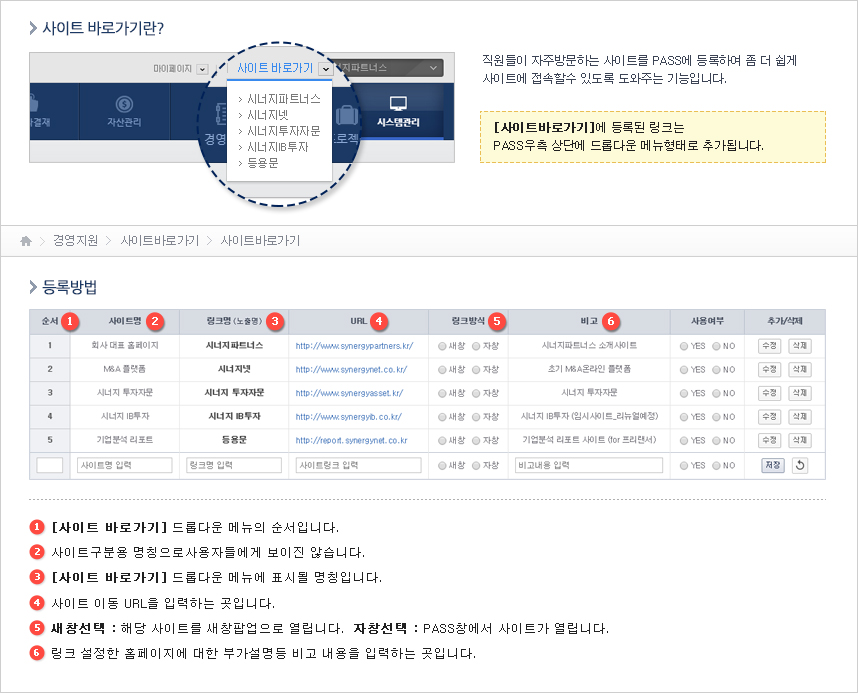 사이트 바로가기란?
마이페이지
사이트 바로가기
너지파트너스
시너지파트너스
시너지넷
시너지투자자문
시너지IB투자
등용문
결재
자산관리
경영
로젝
시스템관리
직원들이 자주방문하는 사이트를 PASS에 등록하여 좀 더 쉽게
사이트에 접속할수 있도록 도와주는 기능입니다.
[사이트바로가기]에 등록된 링크는
PASS우측 상단에 드롭다운 메뉴형태로 추가됩니다.
경영지원 > 사이트바로가기 > 사이트바로가기
등록방법
순서 1 사이트명 2 링크명 (노출명) 3 URL 4 링크방식 5 비고 6 사용여부 추가/삭제
1 회사 대표 홈페이지 시너지파트너스 http://www.synergypartners.kr/ 새창 자창 시너지파트너스 소개사이트 YES NO 수정 삭제
2 M&A 플랫폼 시너지넷 http://www.synergynet.co.kr/ 새창 자창 초기 M&A온라인 플랫폼 YES NO 수정 삭제
3 시너지 투자자문 시너지 투자자문 http://www.synergyasset.kr/ 새창 자창 시너지 투자자문 YES NO 수정 삭제
4 시너지 IB투자 시너지 IB투자 http://www.synergyib.co.kr/ 새창 자창 시너지 IB투자 (임시사이트_리뉴얼예정) YES NO 수정 삭제
5 기업분석 리포트 등용문 http://report.synergynet.co.kr 새창 자창 기업분석 리포트 사이트 (for 프리랜서) YES NO 수정 삭제
사이트명 입력 링크명 입력 사이트링크 입력 새창 자창 비고내용 입력 YES NO 저장
1 [사이트 바로가기] 드롭다운 메뉴의 순서입니다.
2 사이트구분용 명칭으로사용자들에게 보이진 않습니다.
3 [사이트 바로가기] 드롭다운 메뉴에 표시될 명칭입니다.
4 사이트 이동 URL을 입력하는 곳입니다.
5 새창선택 : 해당 사이트를 새창팝업으로 열립니다. 자창선택 : PASS창에서 사이트가 열립니다.
6 링크 설정한 홈페이지에 대한 부가설명등 비고 내용을 입력하는 곳입니다.